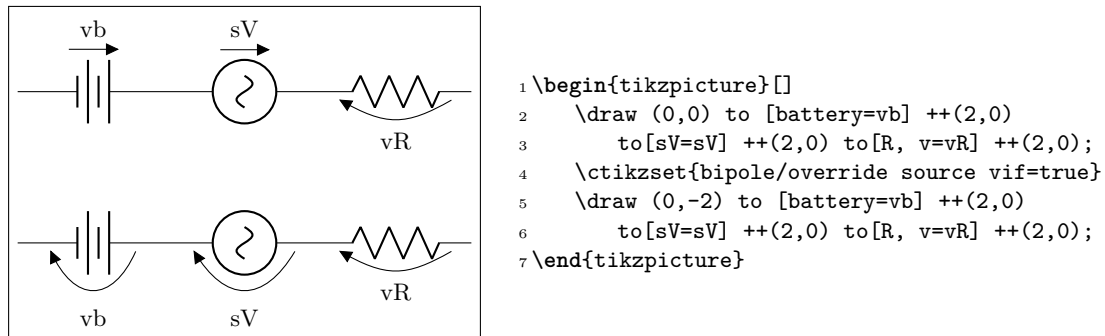 vb sV
vR
vb sV
vR
1 \begin{tikzpicture}[]
2 \draw (0,0) to [battery=vb] ++(2,0)
3 to[sV=sV] ++(2,0) to[R, v=vR] ++(2,0);
4 \ctikzset{bipole/override source vif=true}
5 \draw (0,-2) to [battery=vb] ++(2,0)
6 to[sV=sV] ++(2,0) to[R, v=vR] ++(2,0);
7 \end{tikzpicture}